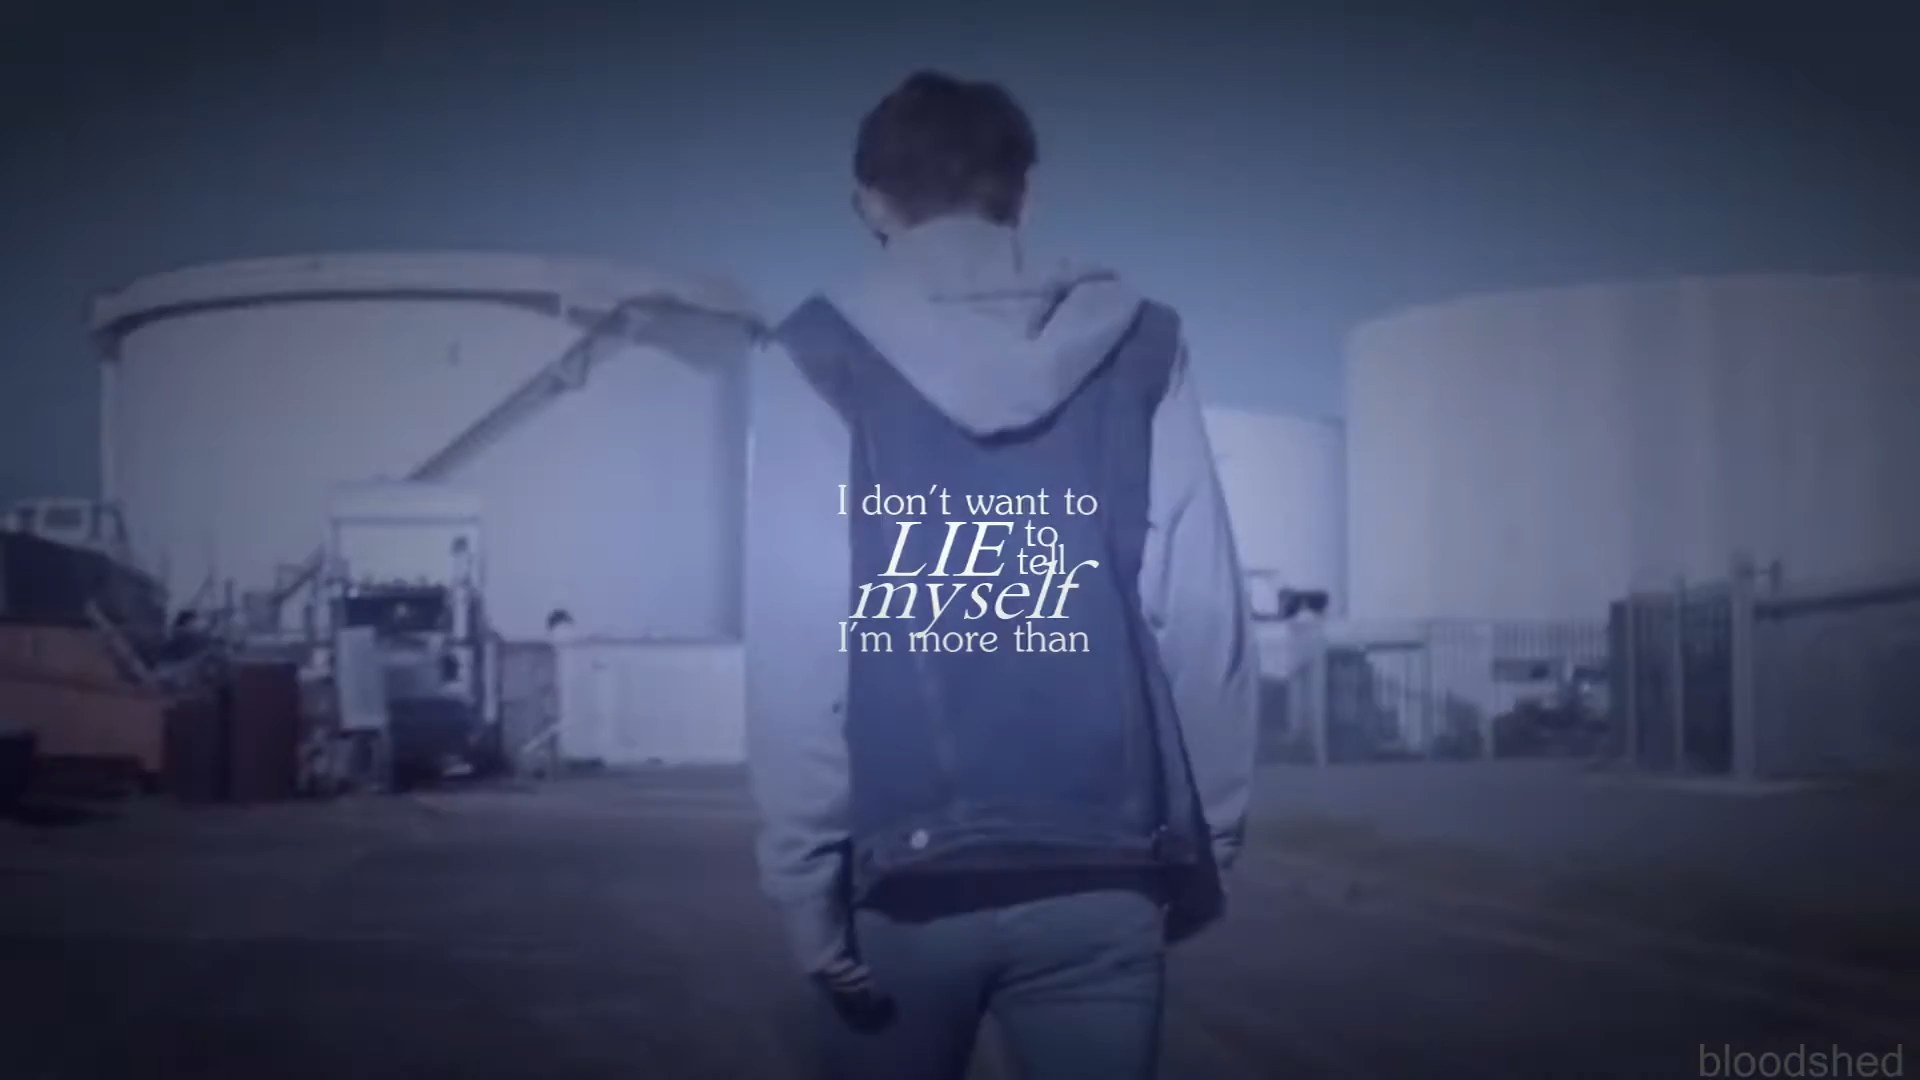 I don't want to
LIE to
tell
myself
I'm more than
bloodshed